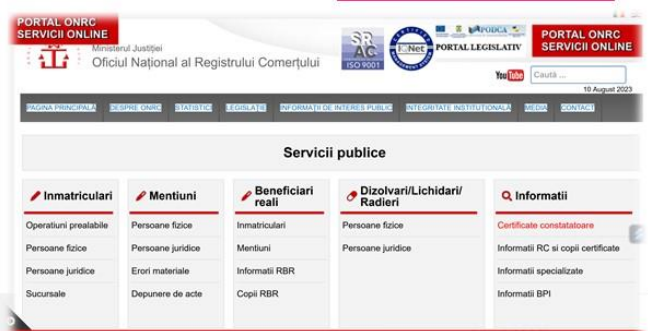 PORTAL ONRC
SERVICII ONLINE
Ministerul Justiției
Oficiul Național al Registrului Comerțului
SR
AC
ISO 9001
IQNet
PODCA
PORTAL LEGISLATIV
PORTAL ONRC
SERVICII ONLINE
YouTube
Caută ...
10 August 2023
PAGINA PRINCIPALĂ DESPRE ONRC STATISTICI LEGISLAȚIE INFORMAȚII DE INTERES PUBLIC INTEGRITATE INSTITUȚIONALĂ MEDIA CONTACT
Servicii publice
Inmatriculari
Operatiuni prealabile
Persoane fizice
Persoane juridice
Sucursale
Mentiuni
Persoane fizice
Persoane juridice
Erori materiale
Depunere de acte
Beneficiari
reali
Inmatriculari
Mentiuni
Informatii RBR
Copii RBR
Dizolvari/Lichidari/
Radieri
Persoane fizice
Persoane juridice
Informatii
Certificate constatatoare
Informatii RC si copii certificate
Informatii specializate
Informatii BPI